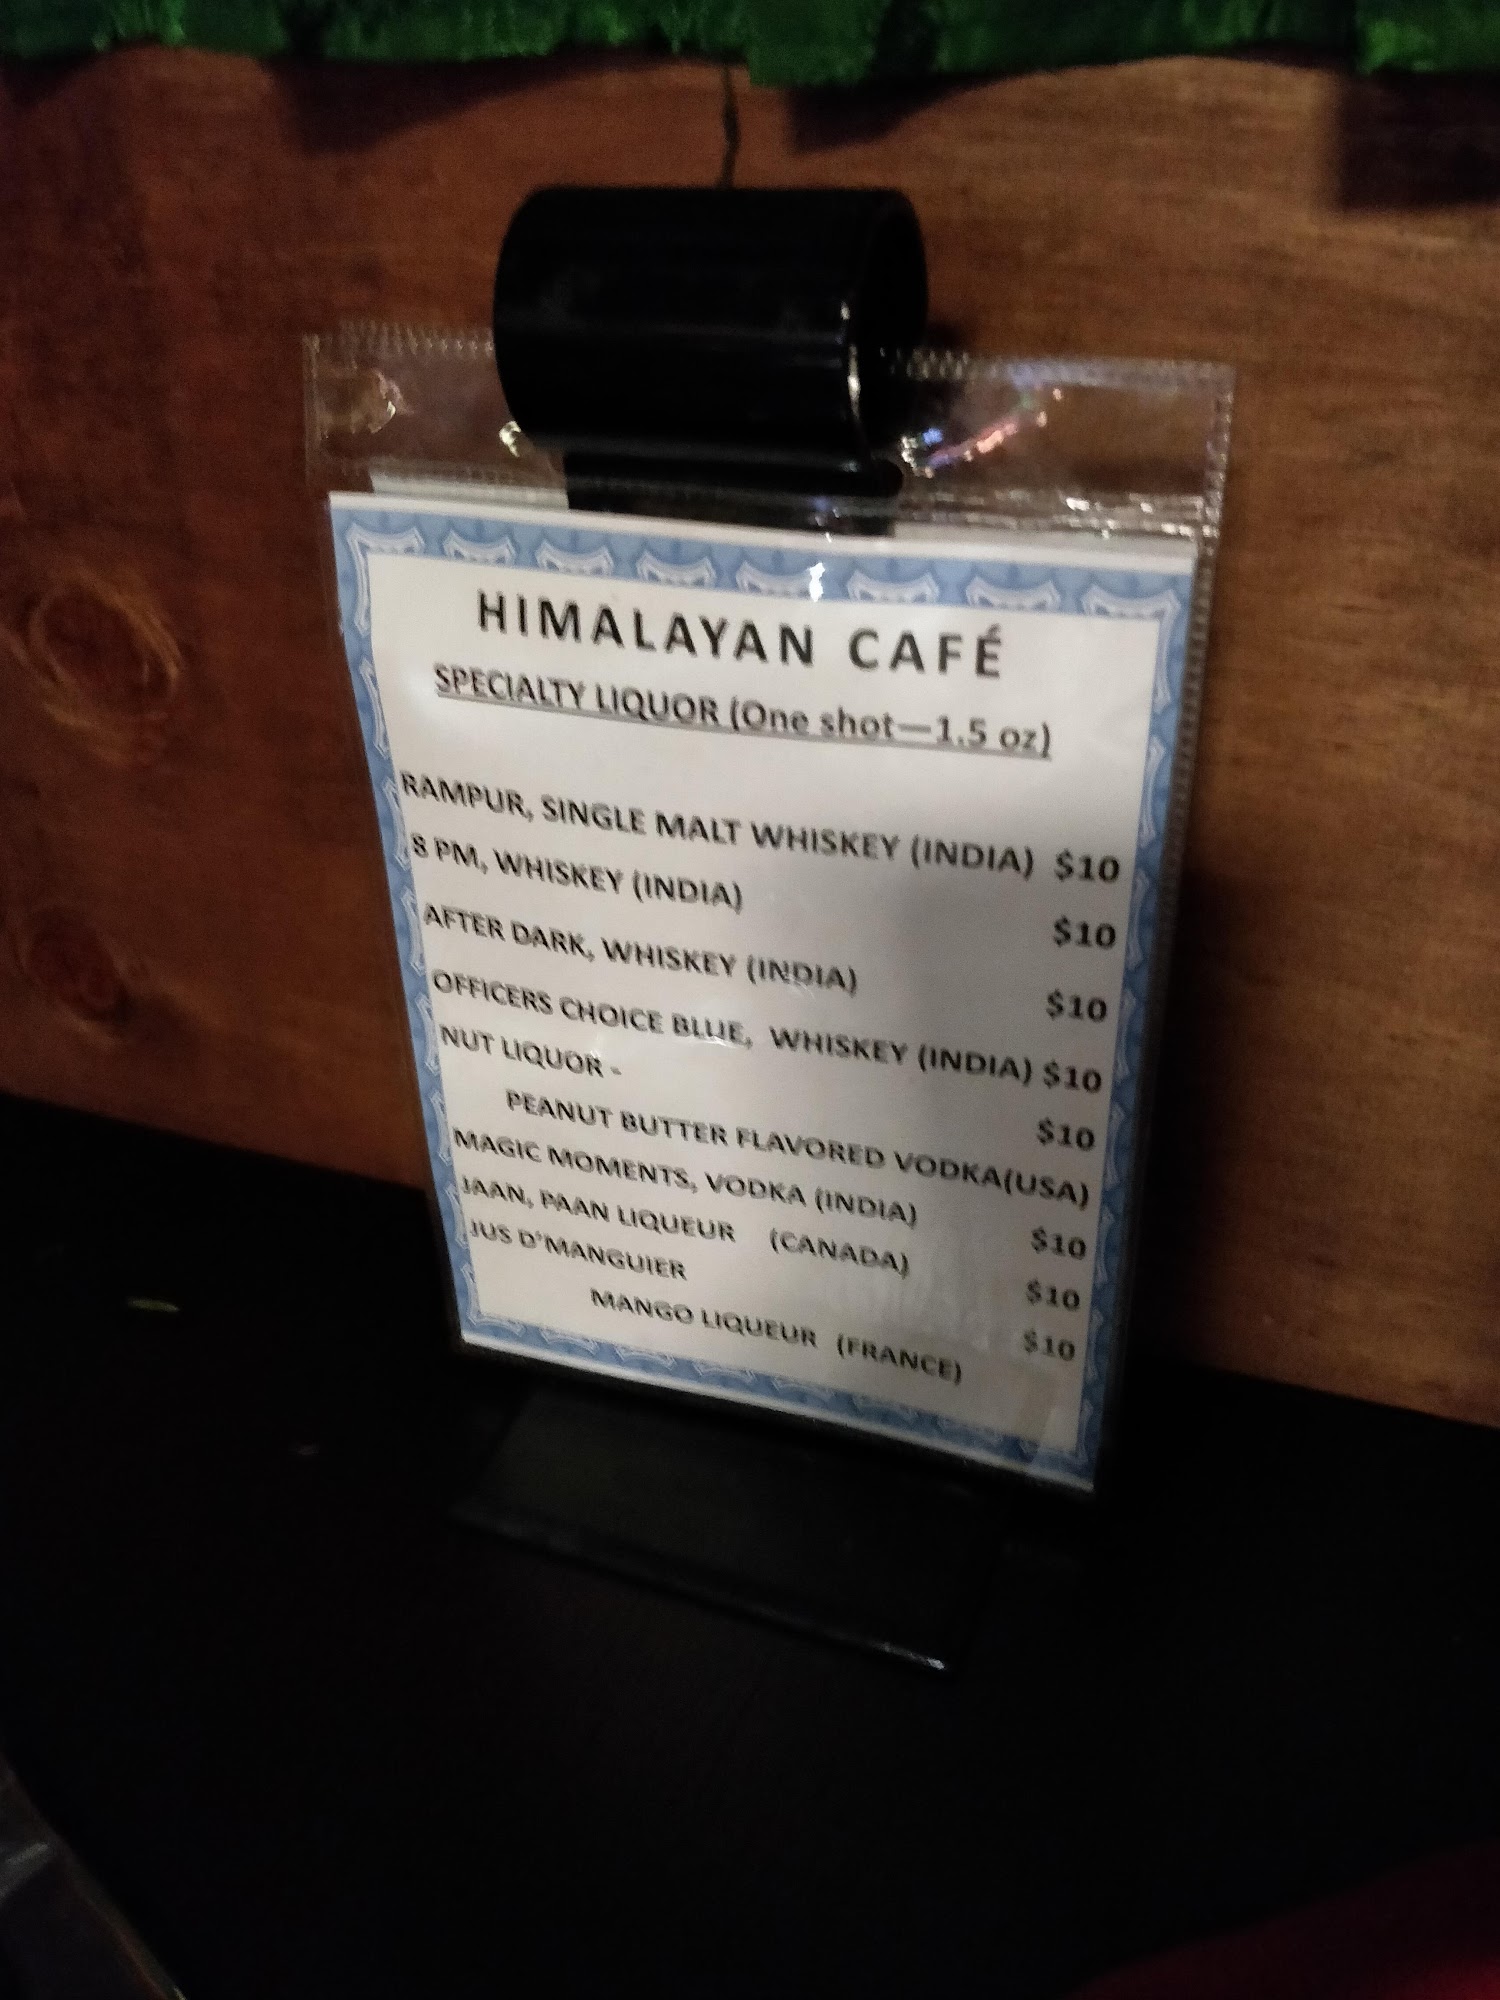 HIMALAYAN CAFÉ
SPECIALTY LIQUOR (One shot—1.5 oz)
RAMPUR, SINGLE MALT WHISKEY (INDIA) $10
8 PM, WHISKEY (INDIA) $10
AFTER DARK, WHISKEY (INDIA) $10
OFFICERS CHOICE BLUE, WHISKEY (INDIA) $10
NUT LIQUOR - $10
PEANUT BUTTER FLAVORED VODKA(USA)
MAGIC MOMENTS, VODKA (INDIA) $10
JAAN, PAAN LIQUEUR (CANADA) $10
JUS D'MANGUIER $10
MANGO LIQUEUR (FRANCE)